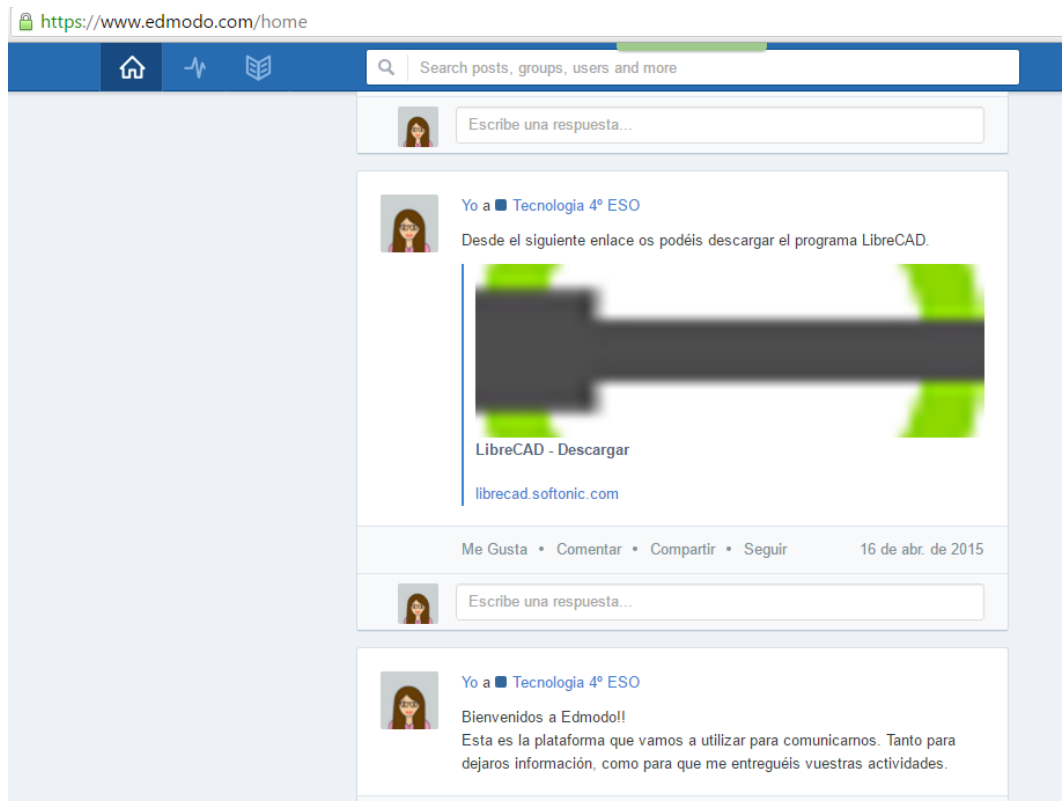 https://www.edmodo.com/home
Search posts, groups, users and more
Escribe una respuesta...
Yo a Tecnologia 4º ESO
Desde el siguiente enlace os podéis descargar el programa LibreCAD.
LibreCAD - Descargar
librecad.softonic.com
Me Gusta • Comentar • Compartir • Seguir 16 de abr. de 2015
Escribe una respuesta...
Yo a Tecnologia 4º ESO
Bienvenidos a Edmodo!!
Esta es la plataforma que vamos a utilizar para comunicarnos. Tanto para
dejaros información, como para que me entreguéis vuestras actividades.